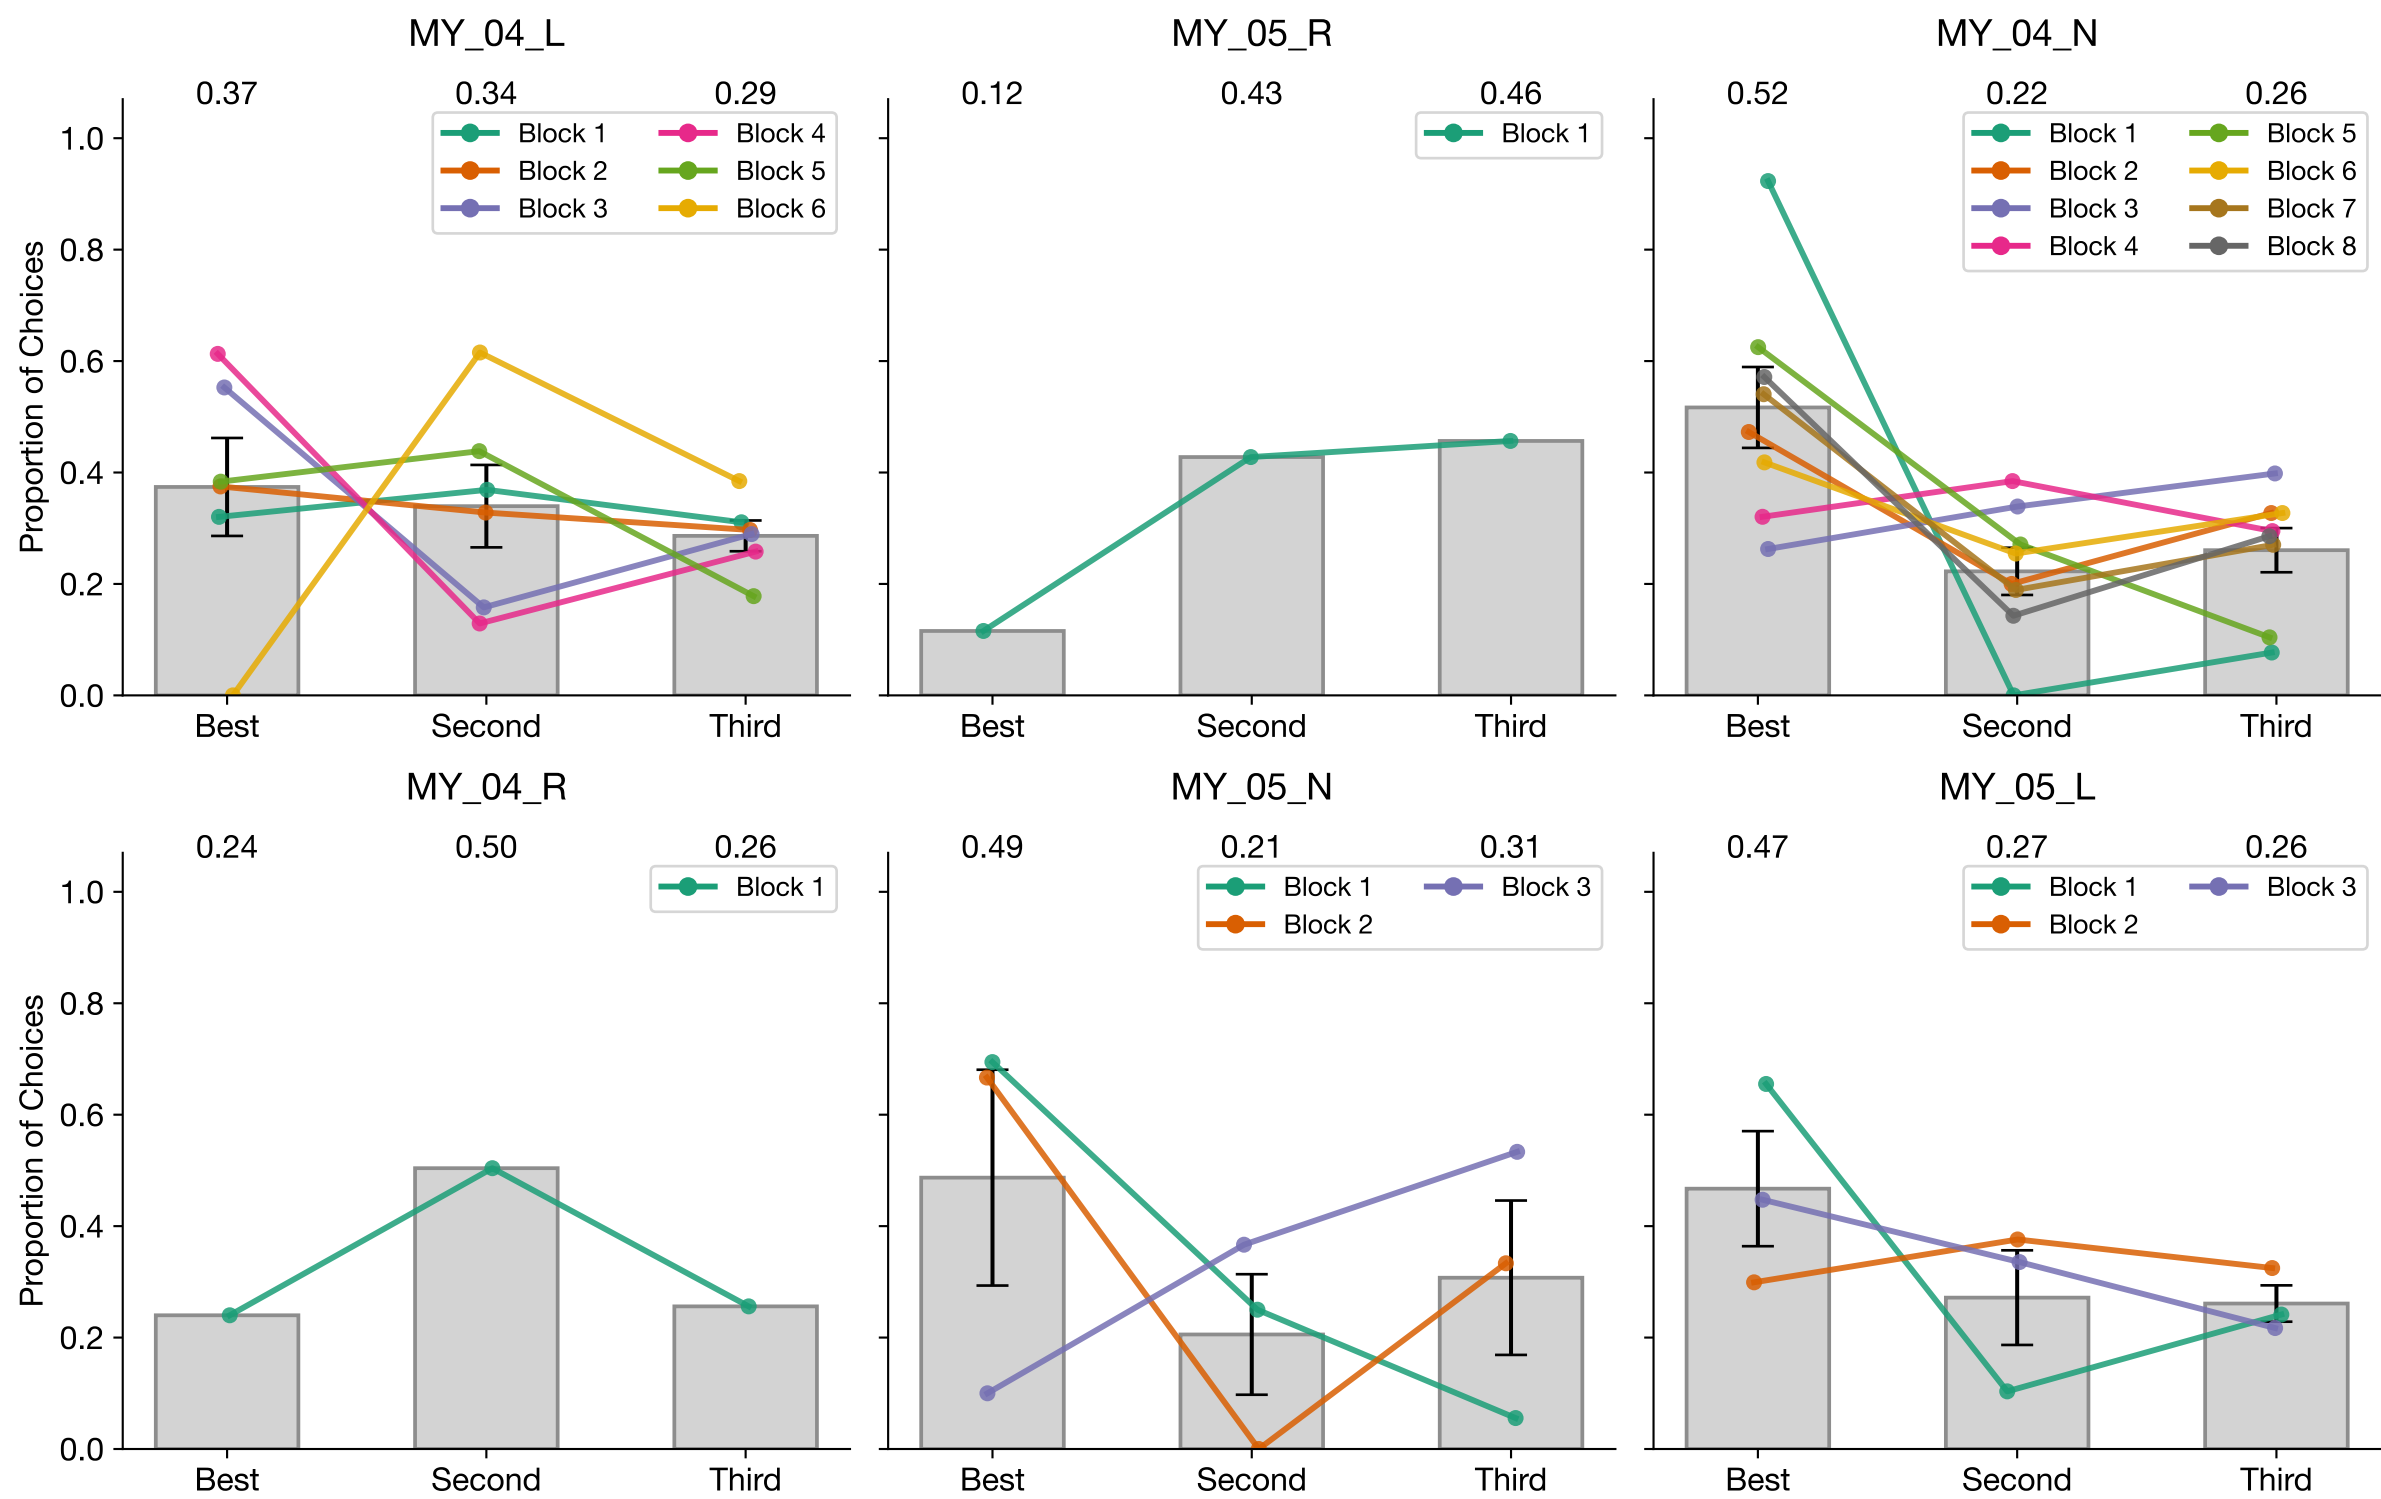 MY_04_L
0.37 0.34 0.29
Block 1 Block 4
Block 2 Block 5
Block 3 Block 6
1.0
0.8
0.6
0.4
0.2
0.0
Proportion of Choices
Best Second Third
MY_05_R
0.12 0.43 0.46
Block 1
Best Second Third
MY_04_N
0.52 0.22 0.26
Block 1 Block 5
Block 2 Block 6
Block 3 Block 7
Block 4 Block 8
Best Second Third
MY_04_R
0.24 0.50 0.26
Block 1
1.0
0.8
0.6
0.4
0.2
0.0
Proportion of Choices
Best Second Third
MY_05_N
0.49 0.21 0.31
Block 1 Block 3
Block 2
Best Second Third
MY_05_L
0.47 0.27 0.26
Block 1 Block 3
Block 2
Best Second Third